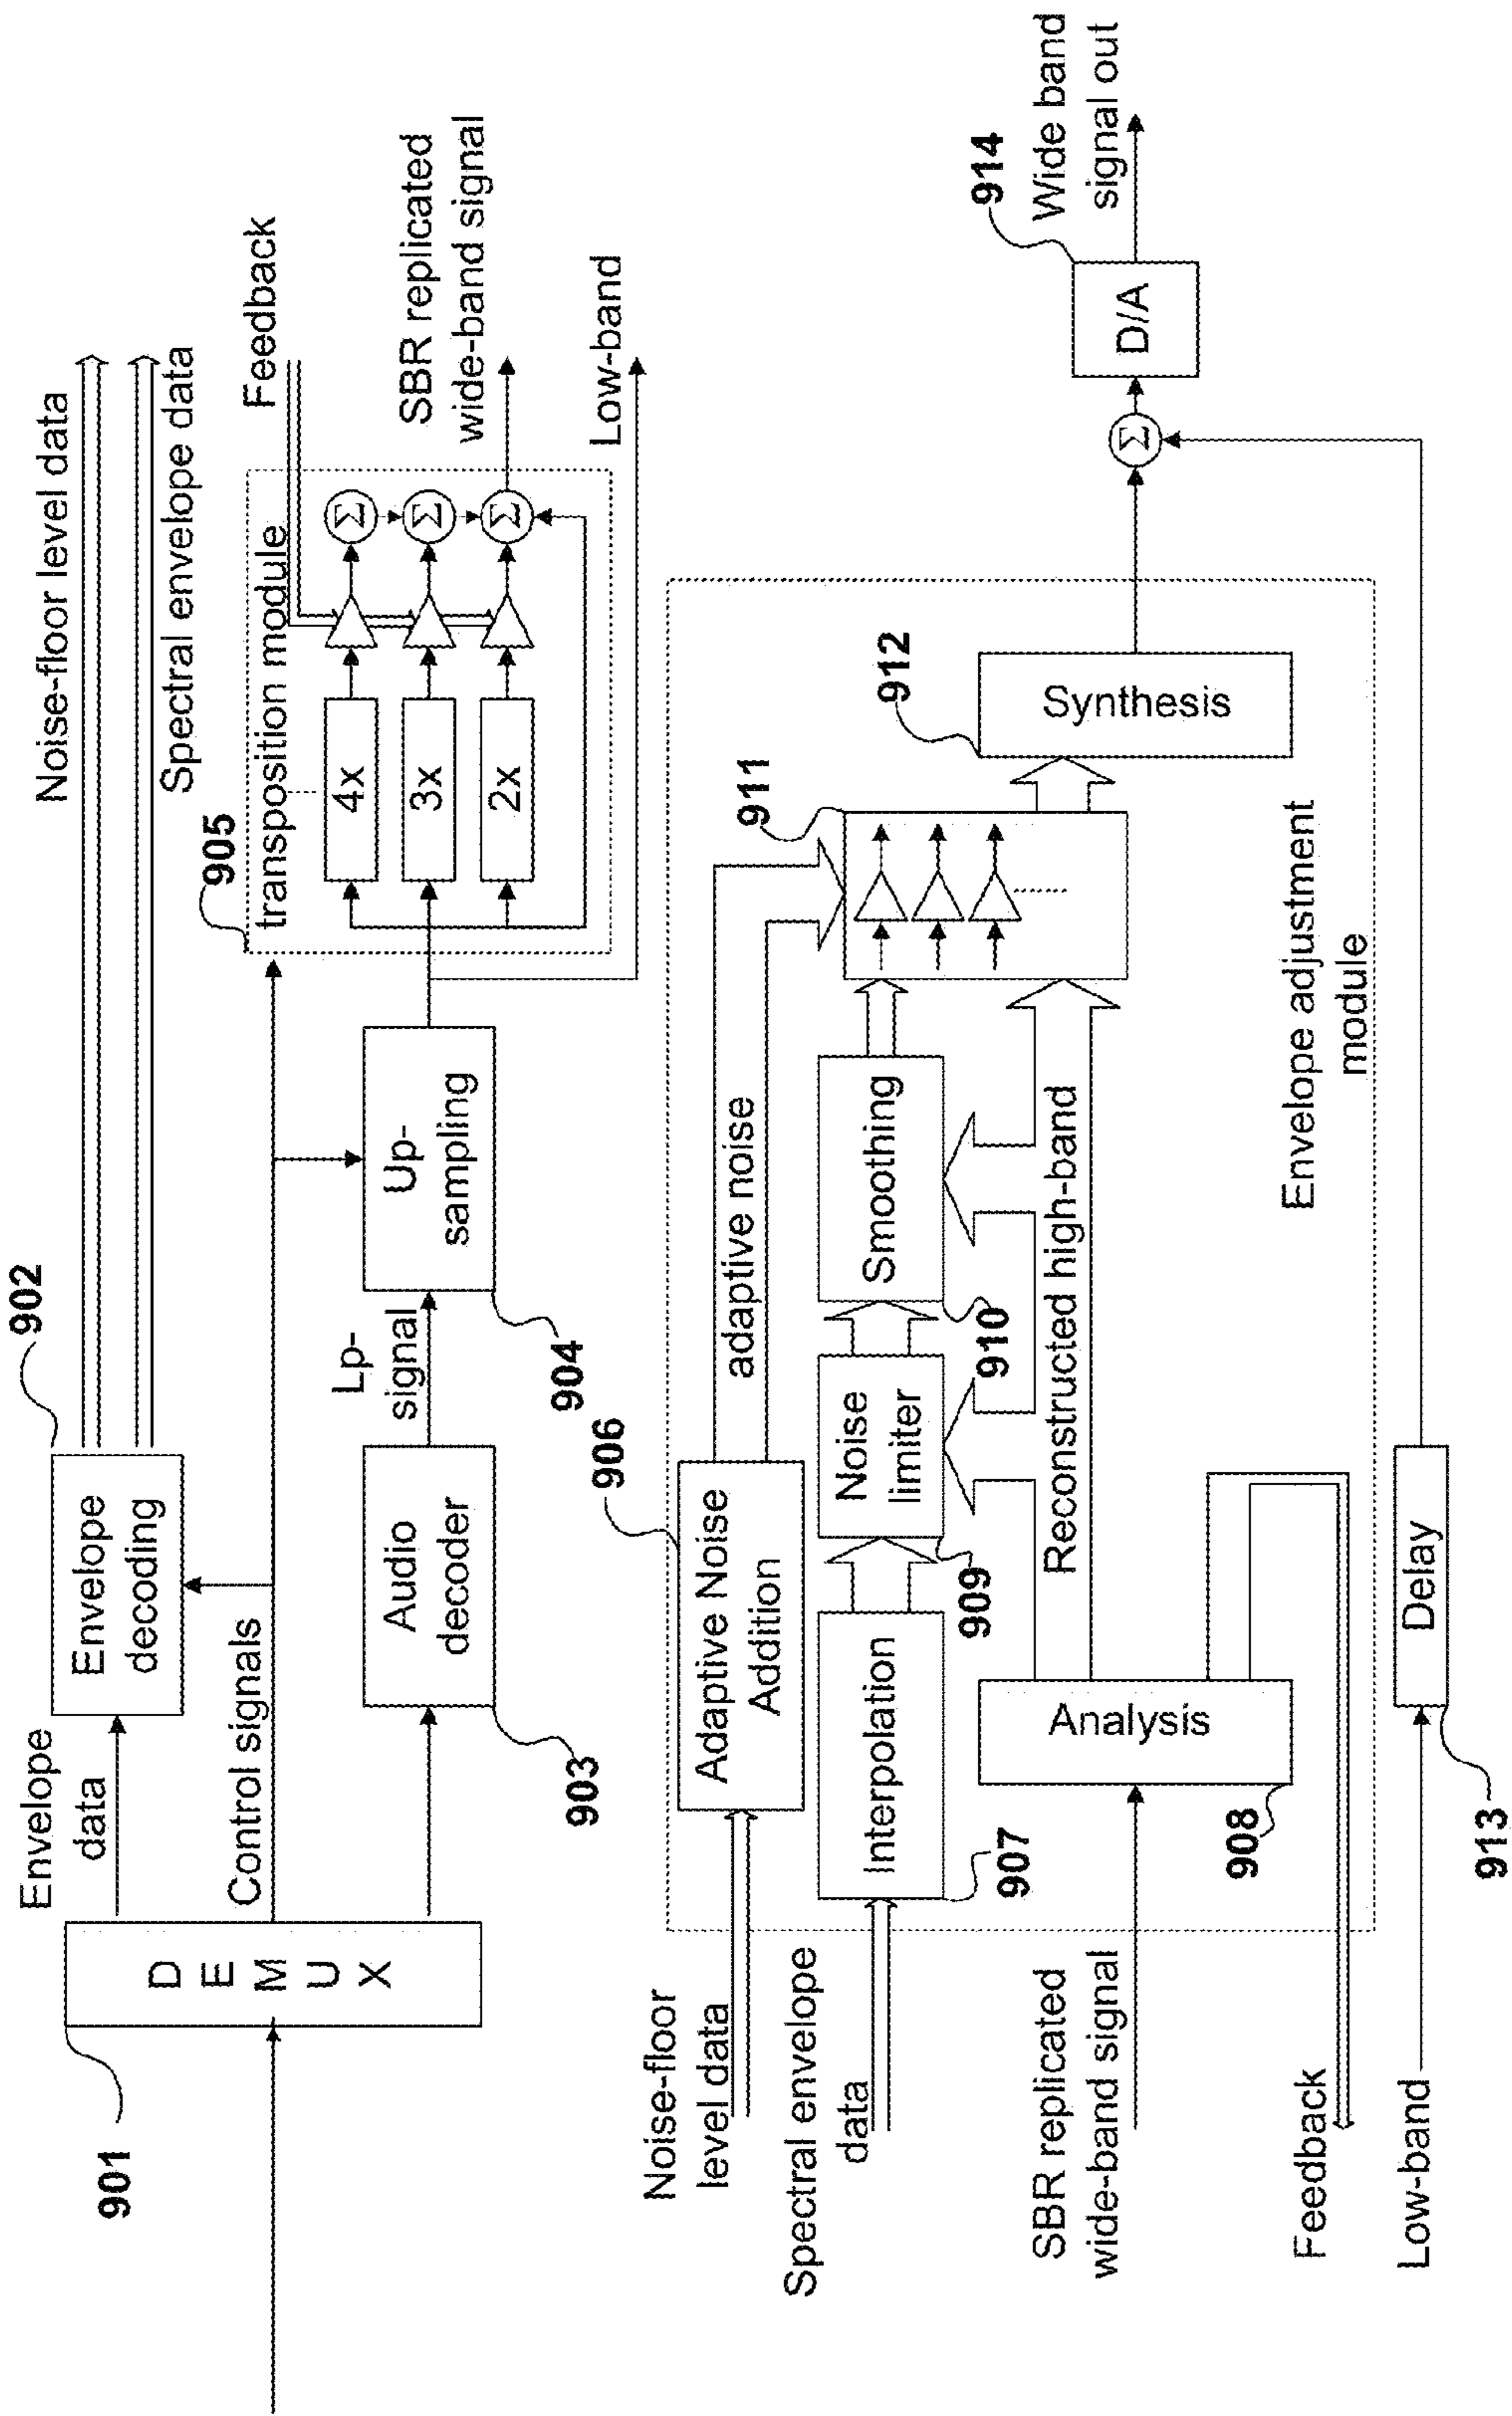 Noise-floor level data
Spectral envelope data
902
Envelope
data
Envelope
decoding
905
transposition module
Feedback
Control signals
901
D
E
M
U
X
4x
3x
2x
Σ
Σ
Σ
SBR replicated
wide-band signal
Lp-
signal
Audio
decoder
903
Up-
sampling
904
Low-band
906
Noise-floor
level data
Adaptive Noise
Addition
adaptive noise
911
Spectral envelope
data
Interpolation
907
Noise
limiter
909
Smoothing
910
912
Synthesis
914
D/A
Wide band
signal out
Σ
Reconstructed high-band
SBR replicated
wide-band signal
Analysis
908
Envelope adjustment
module
Feedback
Low-band
Delay
913